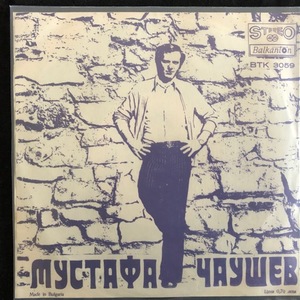 STEREO
Balkanton
BTK 3059
МУСТАФА ЧАУШЕВ
Made in Bulgaria